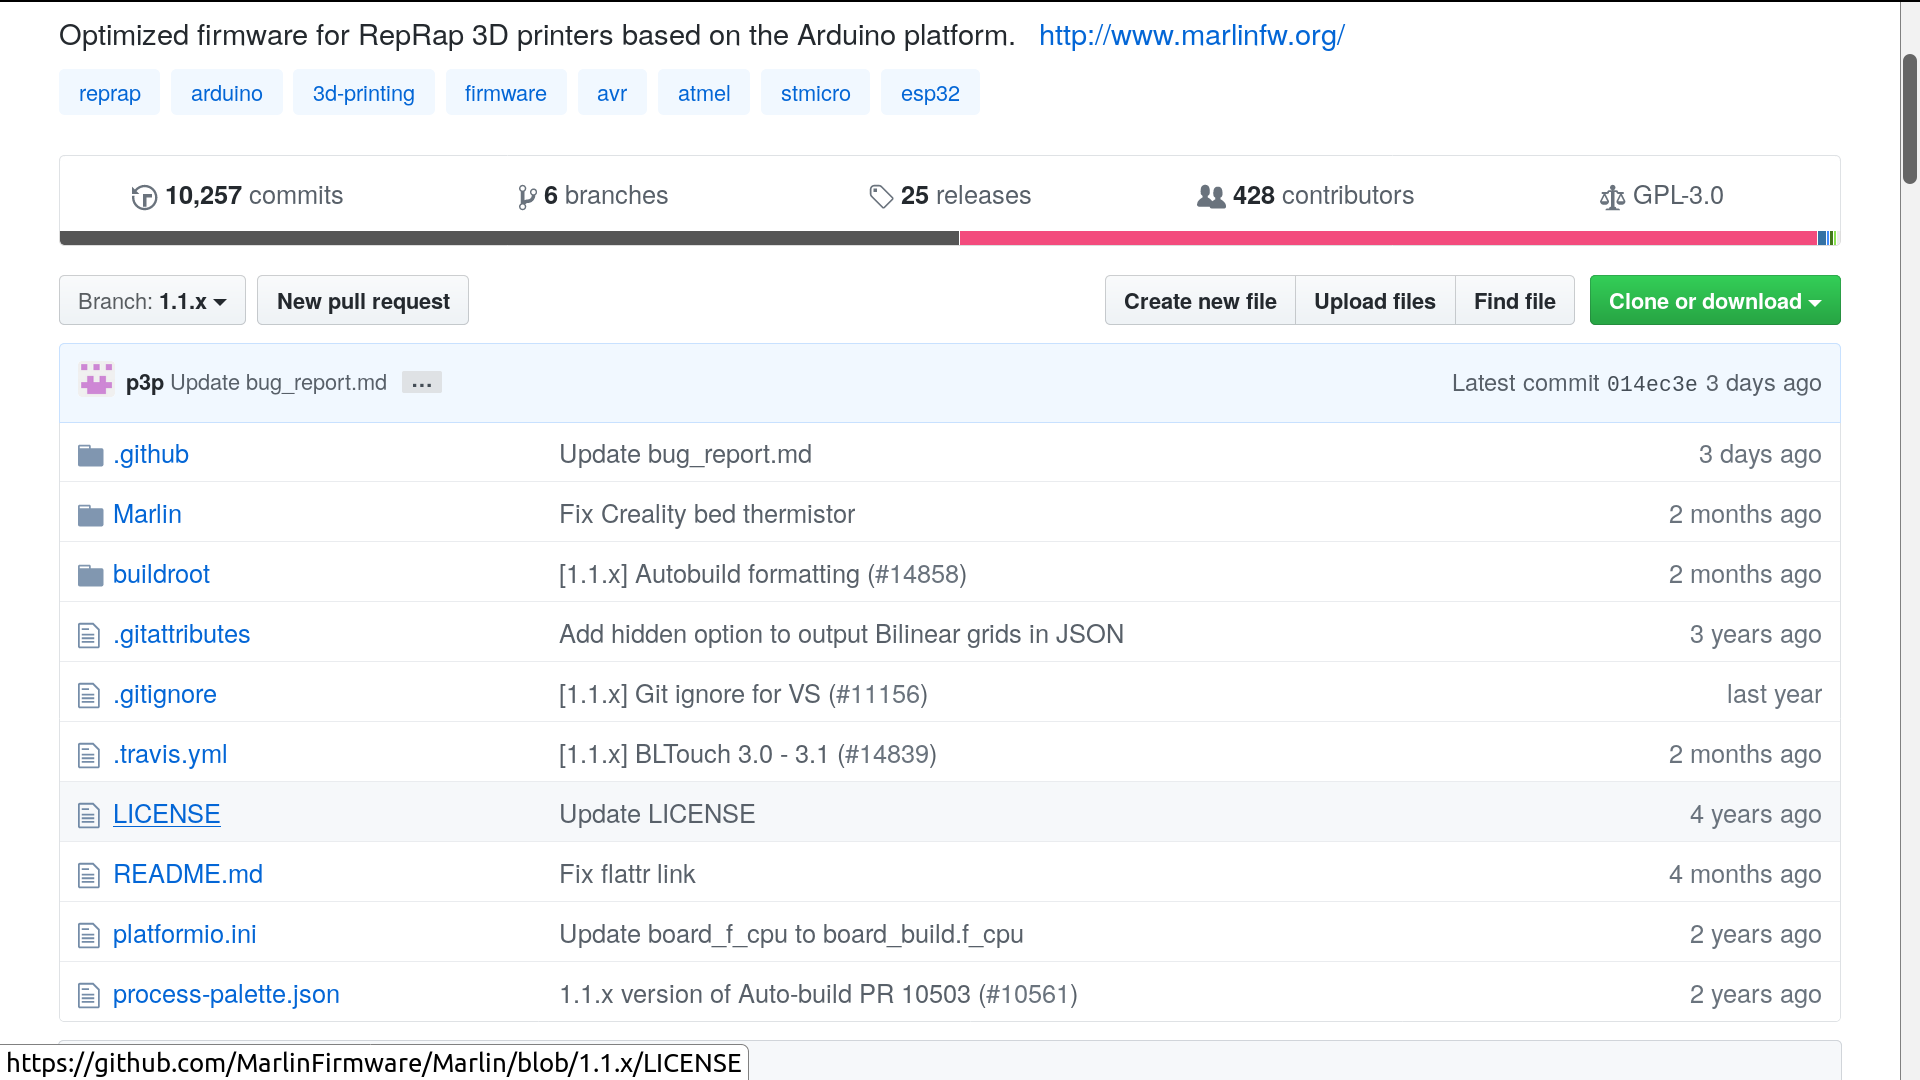 Optimized firmware for RepRap 3D printers based on the Arduino platform. http://www.marlinfw.org/
reprap arduino 3d-printing firmware avr atmel stmicro esp32
10,257 commits 6 branches 25 releases 428 contributors GPL-3.0
Branch: 1.1.x New pull request Create new file Upload files Find file Clone or download
p3p Update bug_report.md ... Latest commit 014ec3e 3 days ago
.github Update bug_report.md 3 days ago
Marlin Fix Creality bed thermistor 2 months ago
buildroot [1.1.x] Autobuild formatting (#14858) 2 months ago
.gitattributes Add hidden option to output Bilinear grids in JSON 3 years ago
.gitignore [1.1.x] Git ignore for VS (#11156) last year
.travis.yml [1.1.x] BLTouch 3.0 - 3.1 (#14839) 2 months ago
LICENSE Update LICENSE 4 years ago
README.md Fix flattr link 4 months ago
platformio.ini Update board_f_cpu to board_build.f_cpu 2 years ago
process-palette.json 1.1.x version of Auto-build PR 10503 (#10561) 2 years ago
https://github.com/MarlinFirmware/Marlin/blob/1.1.x/LICENSE